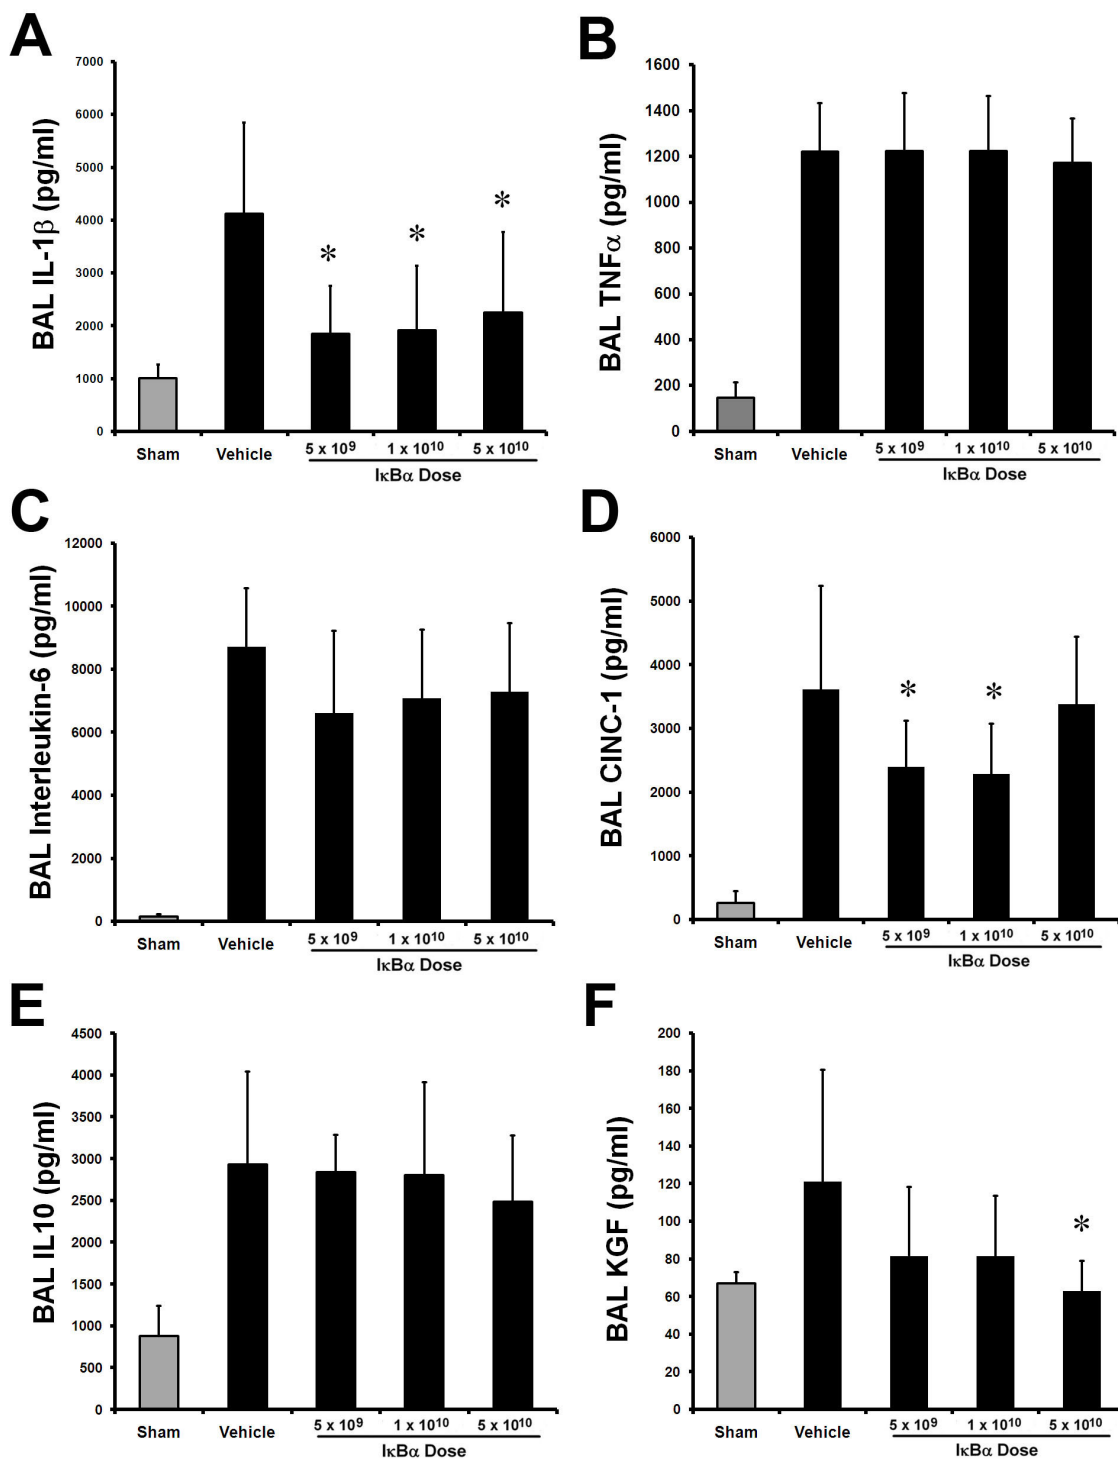 A
BAL IL-1β (pg/ml)
7000
6000
5000
4000
3000
2000
1000
0
*
*
*
Sham Vehicle 5 x 10⁹ 1 x 10¹⁰ 5 x 10¹⁰
IκBα Dose
B
BAL TNFα (pg/ml)
1600
1400
1200
1000
800
600
400
200
0
Sham Vehicle 5 x 10⁹ 1 x 10¹⁰ 5 x 10¹⁰
IκBα Dose
C
BAL Interleukin-6 (pg/ml)
12000
10000
8000
6000
4000
2000
0
Sham Vehicle 5 x 10⁹ 1 x 10¹⁰ 5 x 10¹⁰
IκBα Dose
D
BAL CINC-1 (pg/ml)
6000
5000
4000
3000
2000
1000
0
*
*
Sham Vehicle 5 x 10⁹ 1 x 10¹⁰ 5 x 10¹⁰
IκBα Dose
E
BAL IL10 (pg/ml)
4500
4000
3500
3000
2500
2000
1500
1000
500
0
Sham Vehicle 5 x 10⁹ 1 x 10¹⁰ 5 x 10¹⁰
IκBα Dose
F
BAL KGF (pg/ml)
200
180
160
140
120
100
80
60
40
20
0
*
Sham Vehicle 5 x 10⁹ 1 x 10¹⁰ 5 x 10¹⁰
IκBα Dose